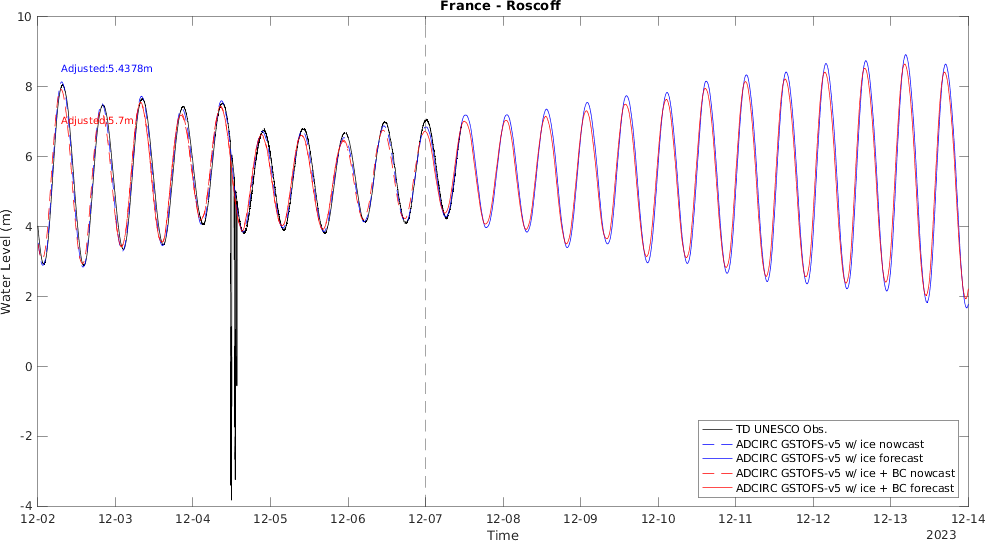 France - Roscoff
10
8
6
4
2
0
-2
-4
Water Level (m)
Adjusted:5.4378m
Adjusted:5.7m
TD UNESCO Obs.
ADCIRC GSTOFS-v5 w/ ice nowcast
ADCIRC GSTOFS-v5 w/ ice forecast
ADCIRC GSTOFS-v5 w/ ice + BC nowcast
ADCIRC GSTOFS-v5 w/ ice + BC forecast
12-02 12-03 12-04 12-05 12-06 12-07 12-08 12-09 12-10 12-11 12-12 12-13 12-14
Time
2023